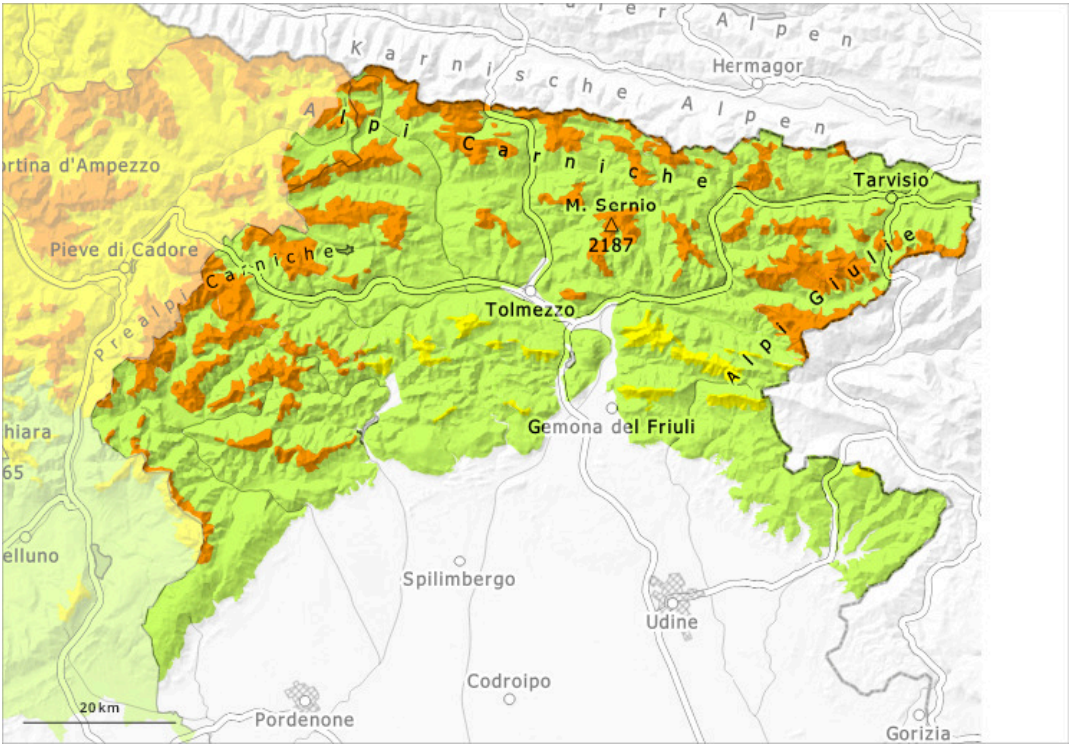 Alpen
Karnische Alpen
Hermagor
Alpi Carniche
ortina d'Ampezzo
Tarvisio
M. Sernio
2187
Pieve di Cadore
Prealpi Carniche
Alpi Giulie
Tolmezzo
Gemona del Friuli
hiara
65
elluno
Spilimbergo
Udine
Codroipo
20 km
Pordenone
Gorizia